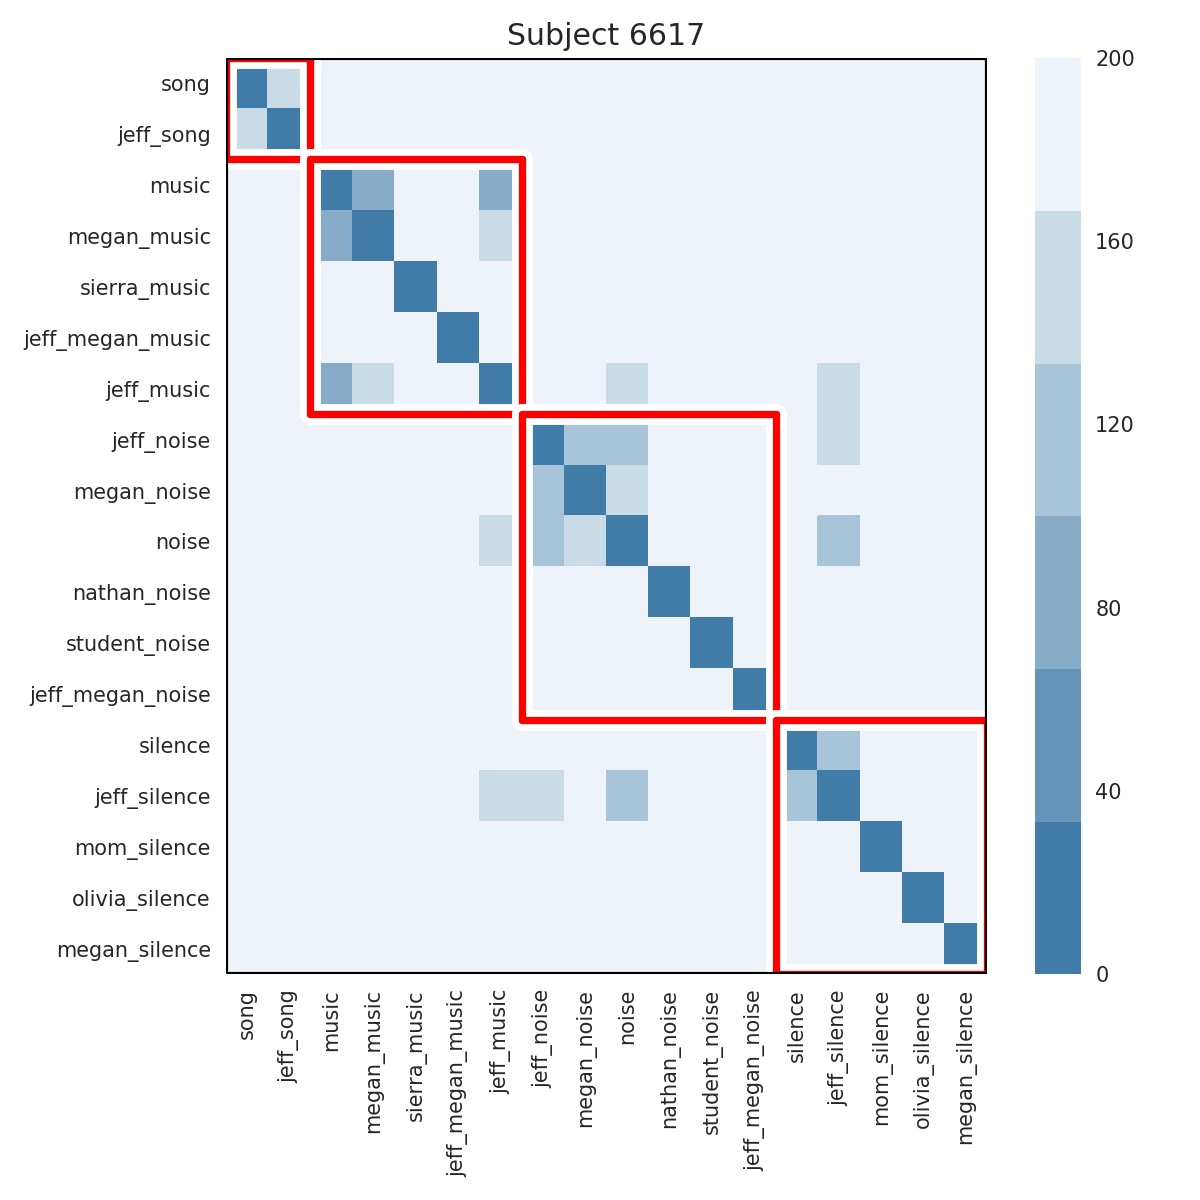 Subject 6617
song
jeff_song
music
megan_music
sierra_music
jeff_megan_music
jeff_music
jeff_noise
megan_noise
noise
nathan_noise
student_noise
jeff_megan_noise
silence
jeff_silence
mom_silence
olivia_silence
megan_silence
song
jeff_song
music
megan_music
sierra_music
jeff_megan_music
jeff_music
jeff_noise
megan_noise
noise
nathan_noise
student_noise
jeff_megan_noise
silence
jeff_silence
mom_silence
olivia_silence
megan_silence
200
160
120
80
40
0